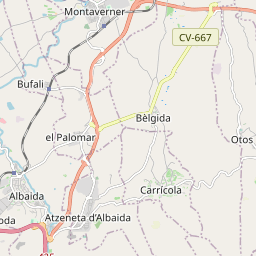 Montaverner
CV-667
Bufali
Bèlgida
el Palomar
Otos
Albaida
Carrícola
Atzeneta d'Albaida